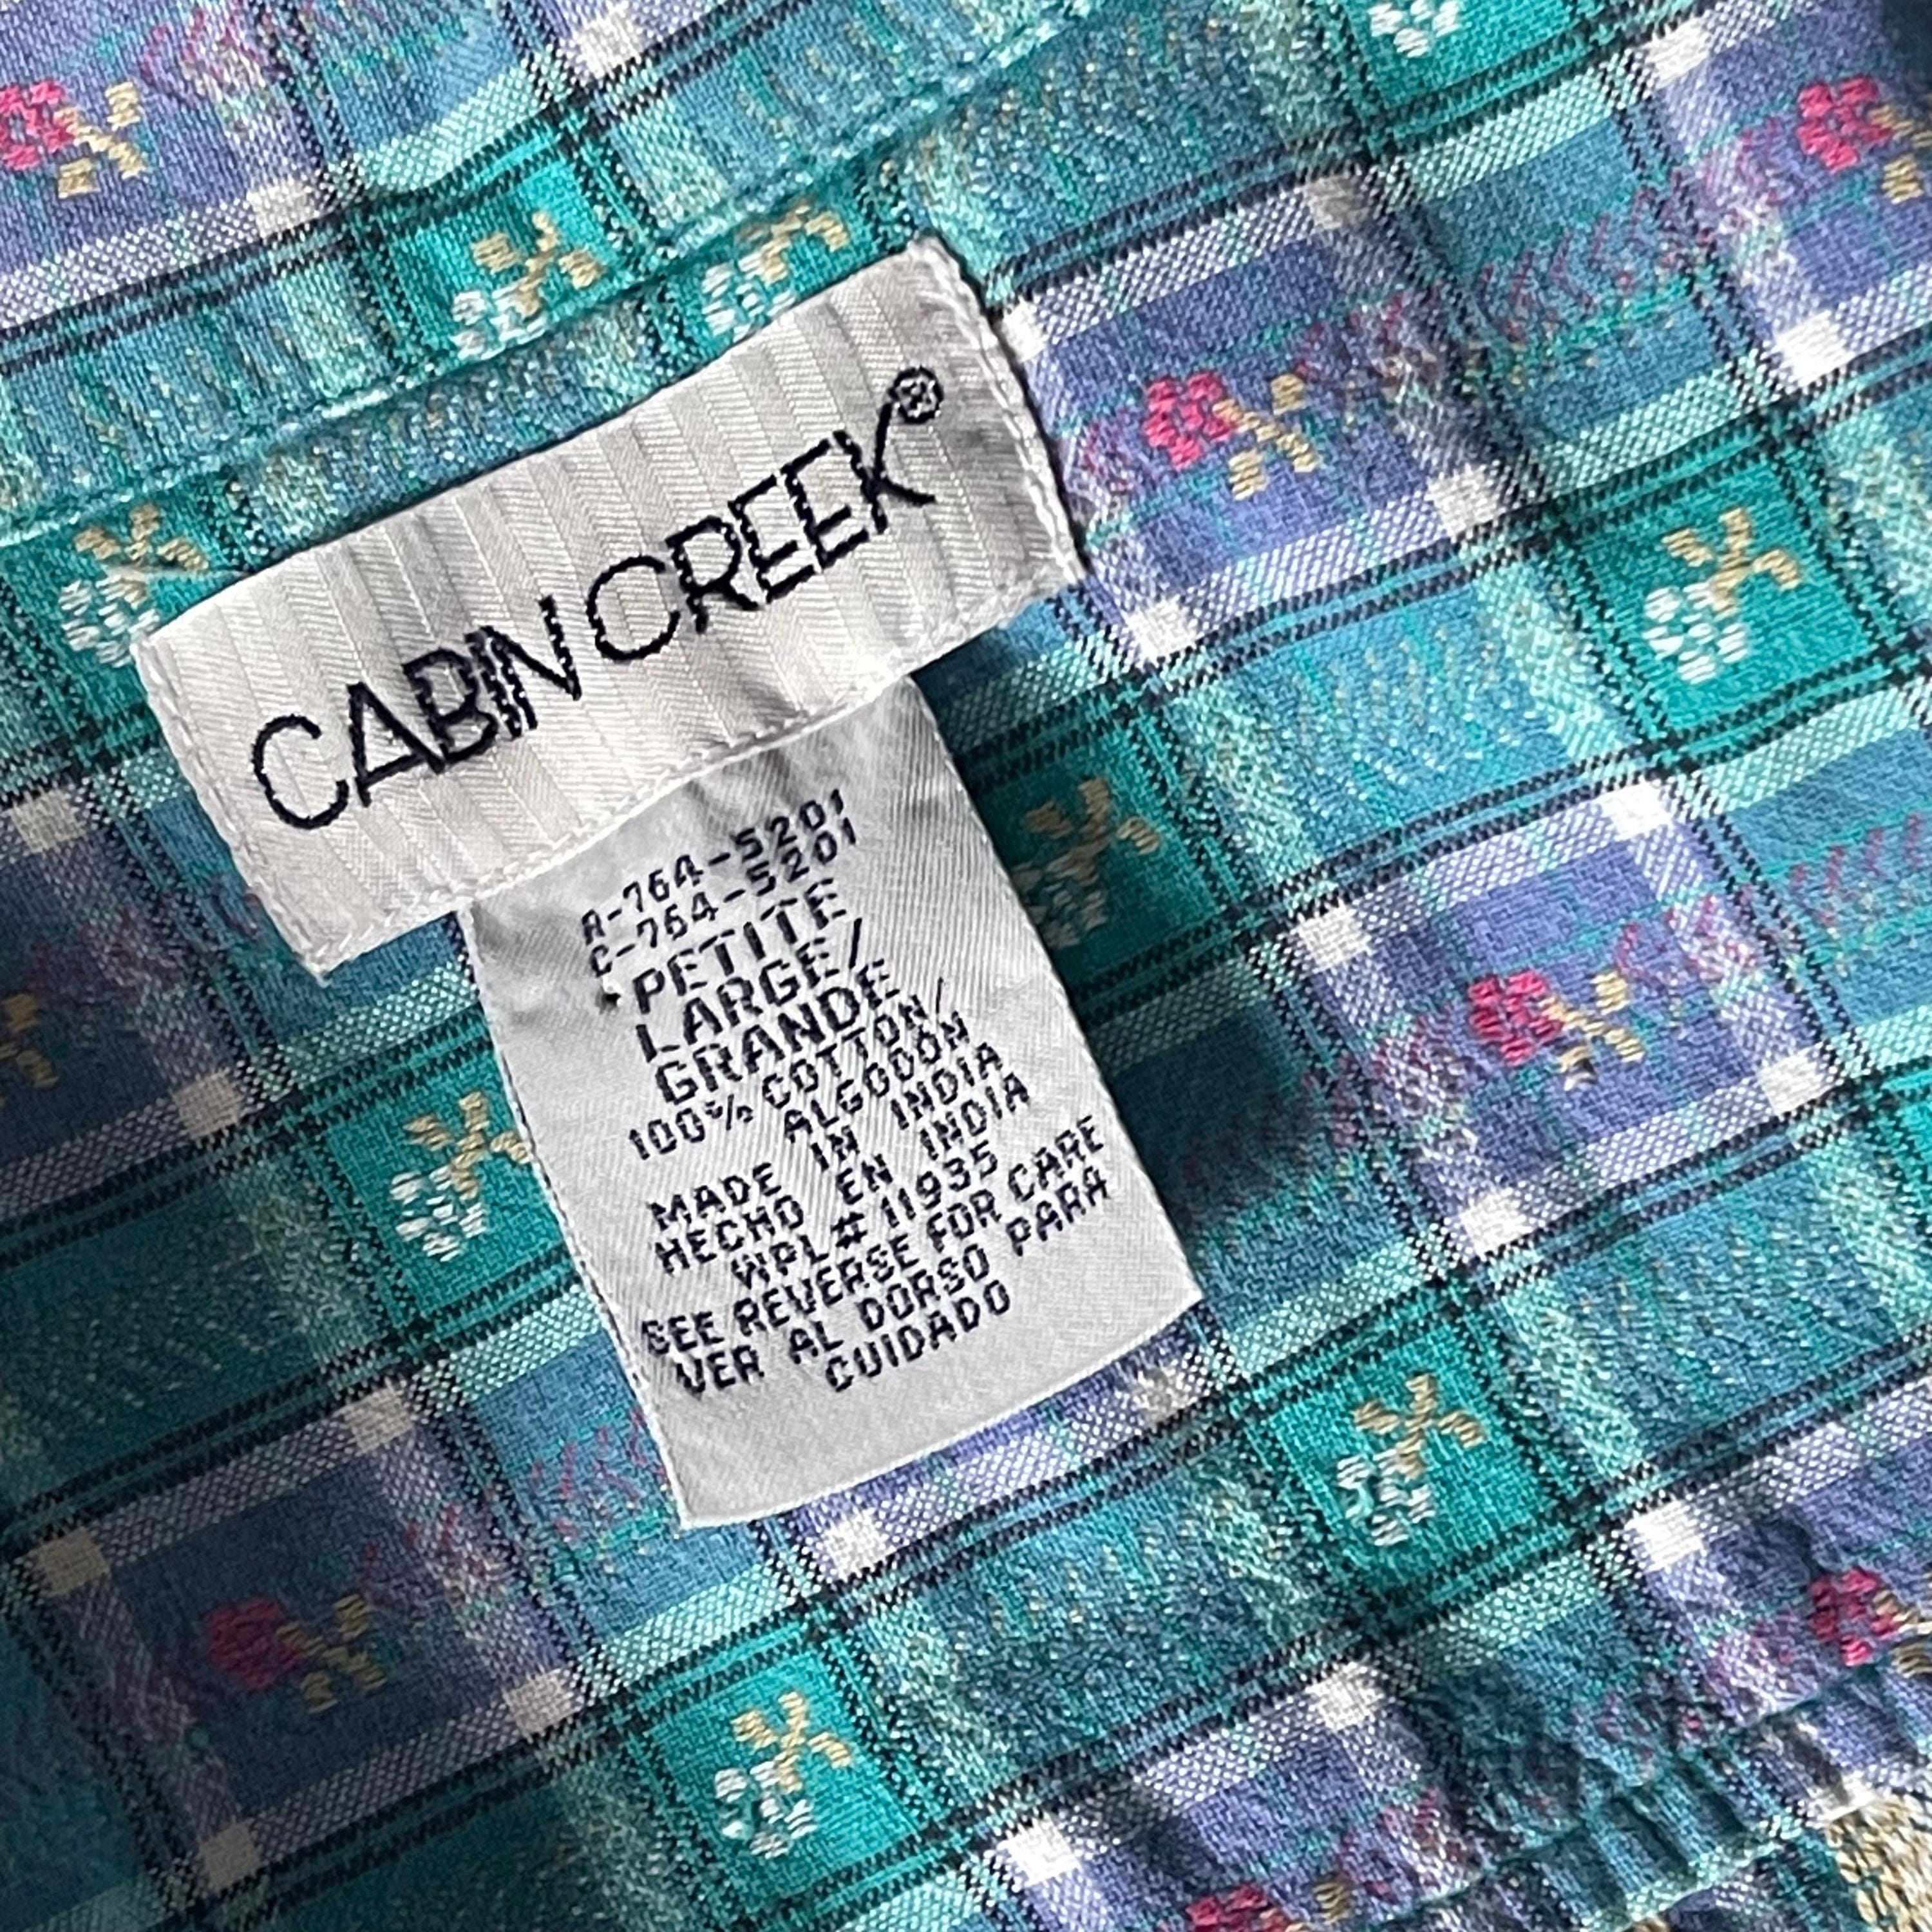 CABIN CREEK®
A-764-5201
C-764-5201
PETITE
LARGE/
GRANDE
100% COTTON/
ALGODON
MADE IN INDIA
HECHO EN INDIA
WPL# 11935
SEE REVERSE FOR CARE
VER AL DORSO PARA
CUIDADO